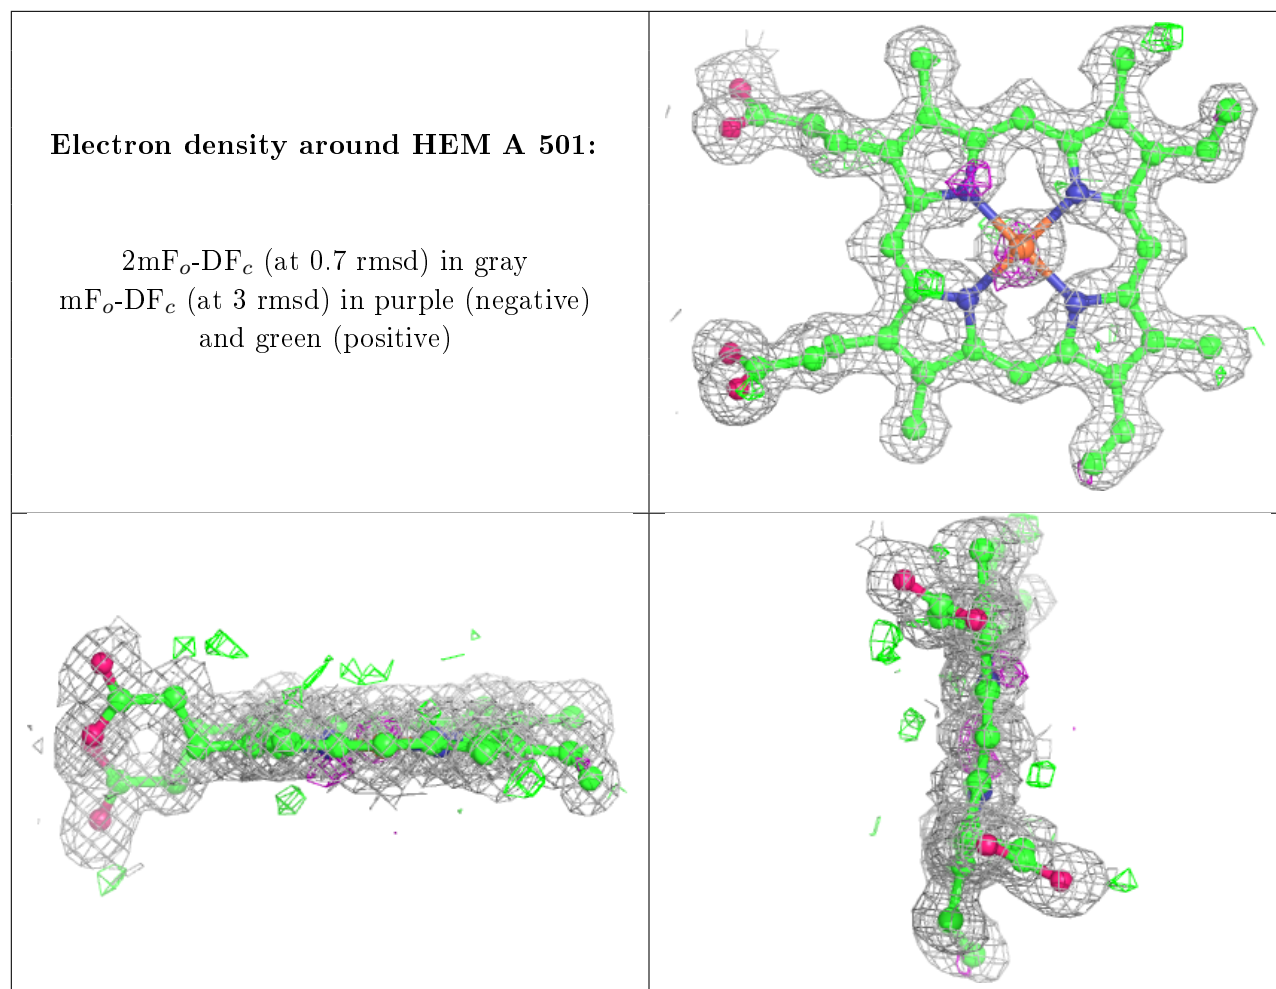 Electron density around HEM A 501:
2mFo-DFc (at 0.7 rmsd) in gray
mFo-DFc (at 3 rmsd) in purple (negative)
and green (positive)